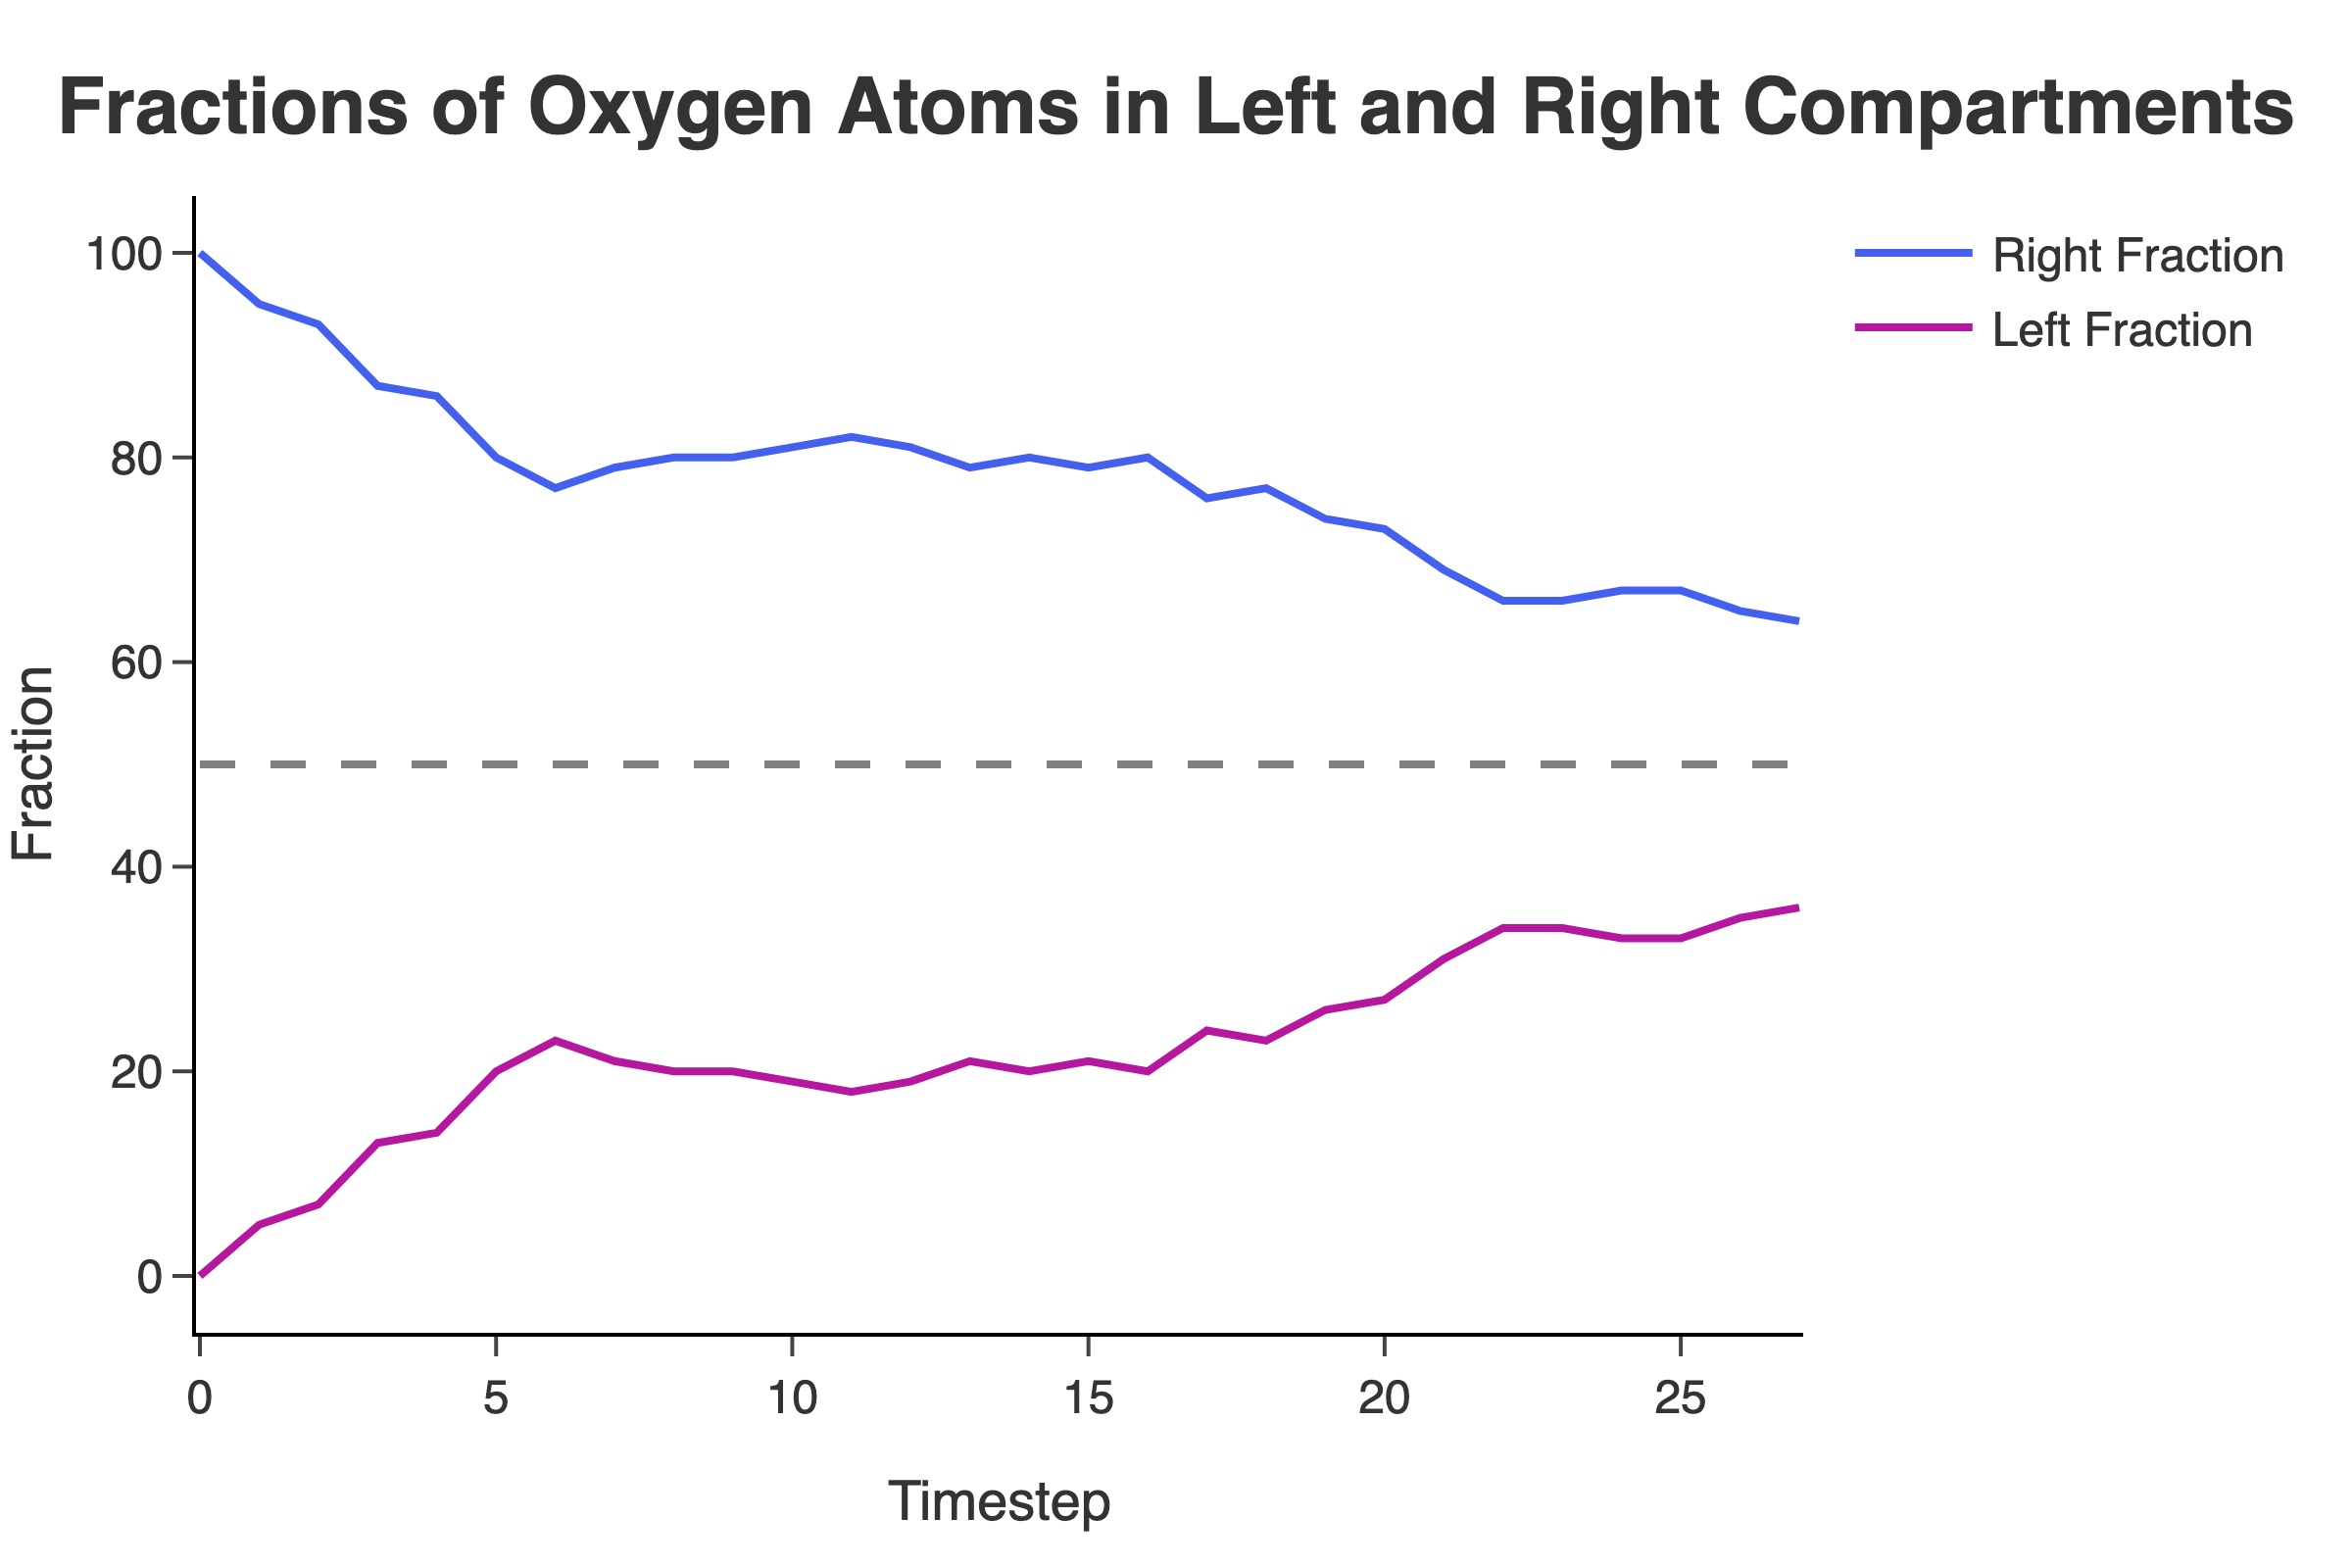 Fractions of Oxygen Atoms in Left and Right Compartments
Right Fraction
Left Fraction
100
80
60
40
20
0
Fraction
0 5 10 15 20 25
Timestep